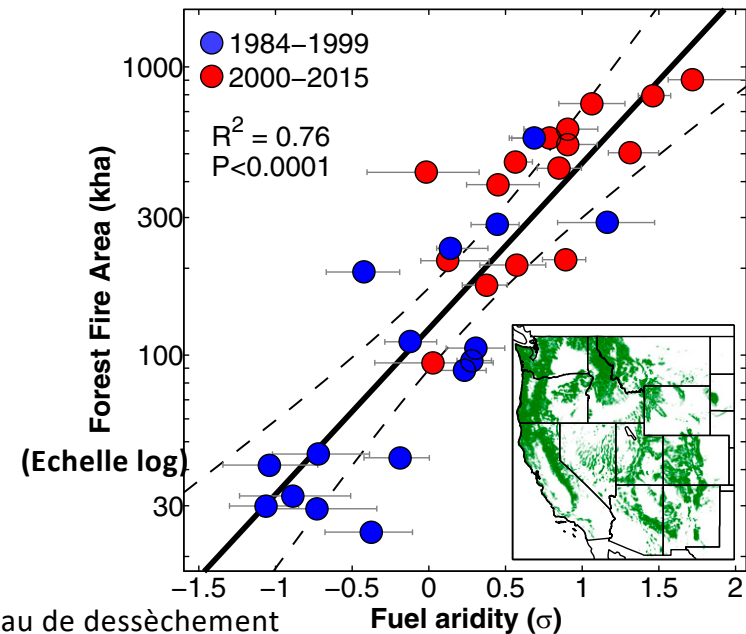 1984−1999
2000−2015
R² = 0.76
P<0.0001
Forest Fire Area (kha)
1000
300
100
30
(Echelle log)
−1.5 −1 −0.5 0 0.5 1 1.5 2
au de dessèchement
Fuel aridity (σ)